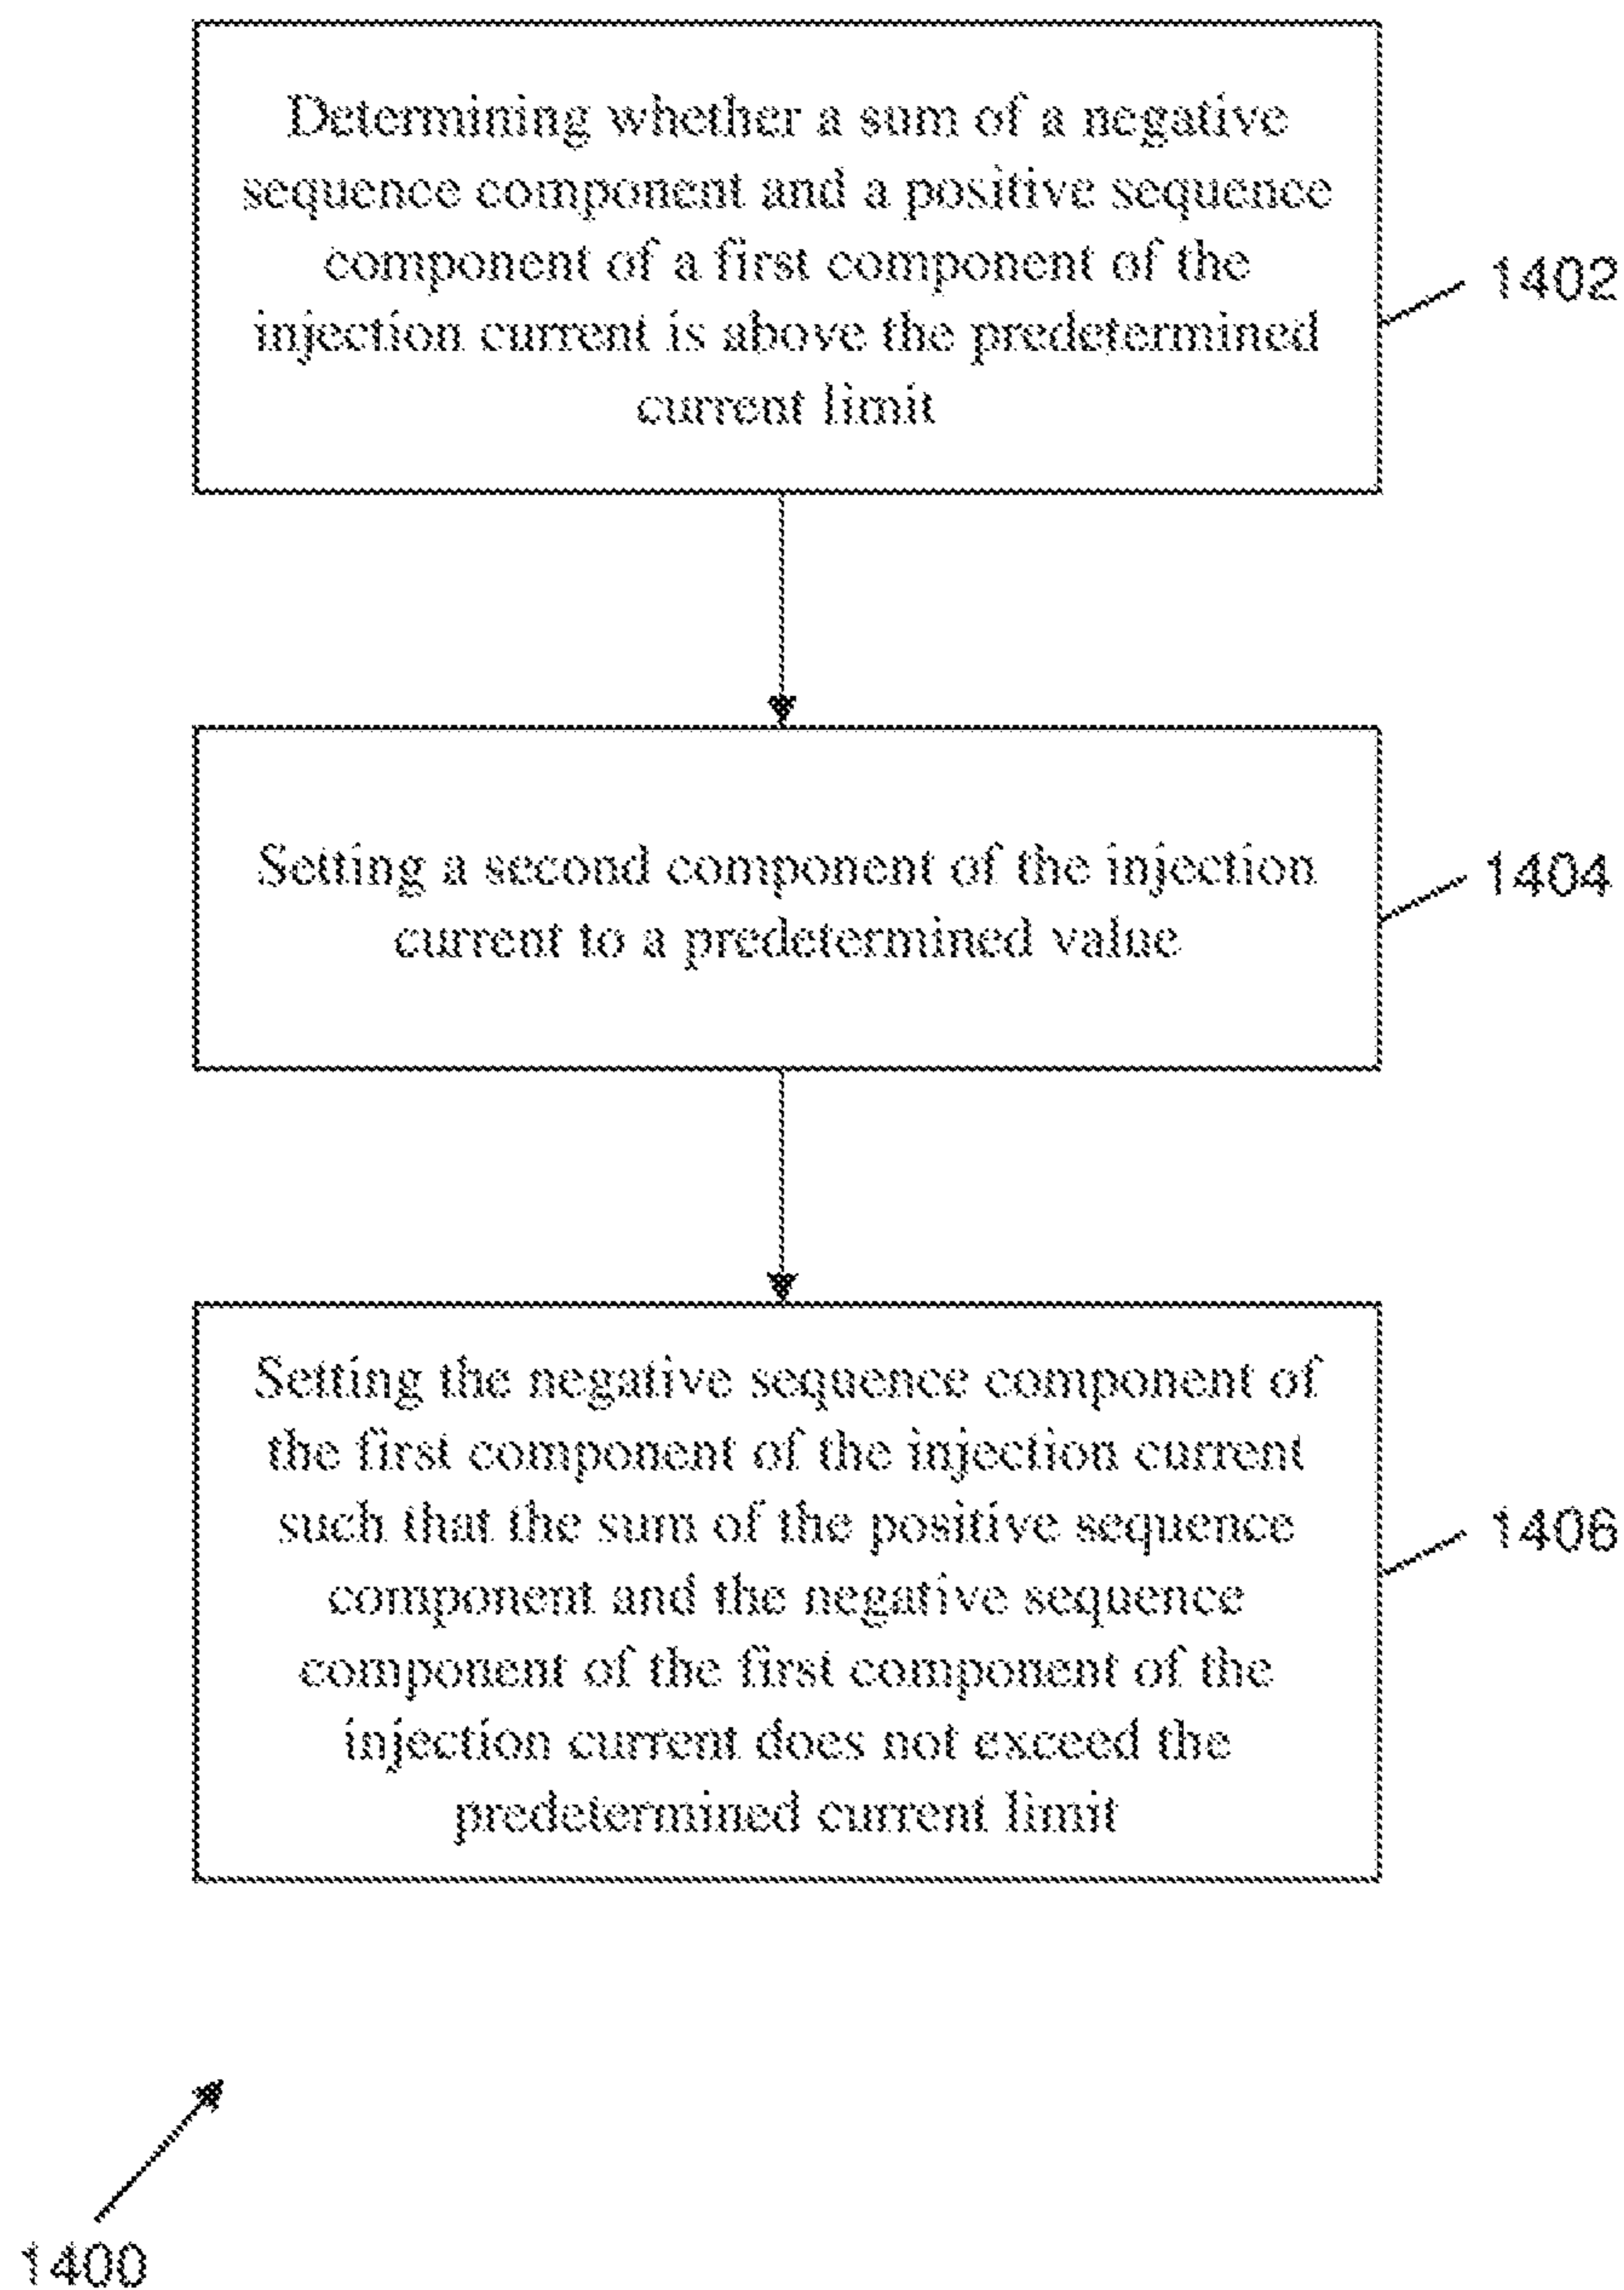 Determining whether a sum of a negative
sequence component and a positive sequence
component of a first component of the
injection current is above the predetermined
current limit
1402
Setting a second component of the injection
current to a predetermined value
1404
Setting the negative sequence component of
the first component of the injection current
such that the sum of the positive sequence
component and the negative sequence
component of the first component of the
injection current does not exceed the
predetermined current limit
1406
1400